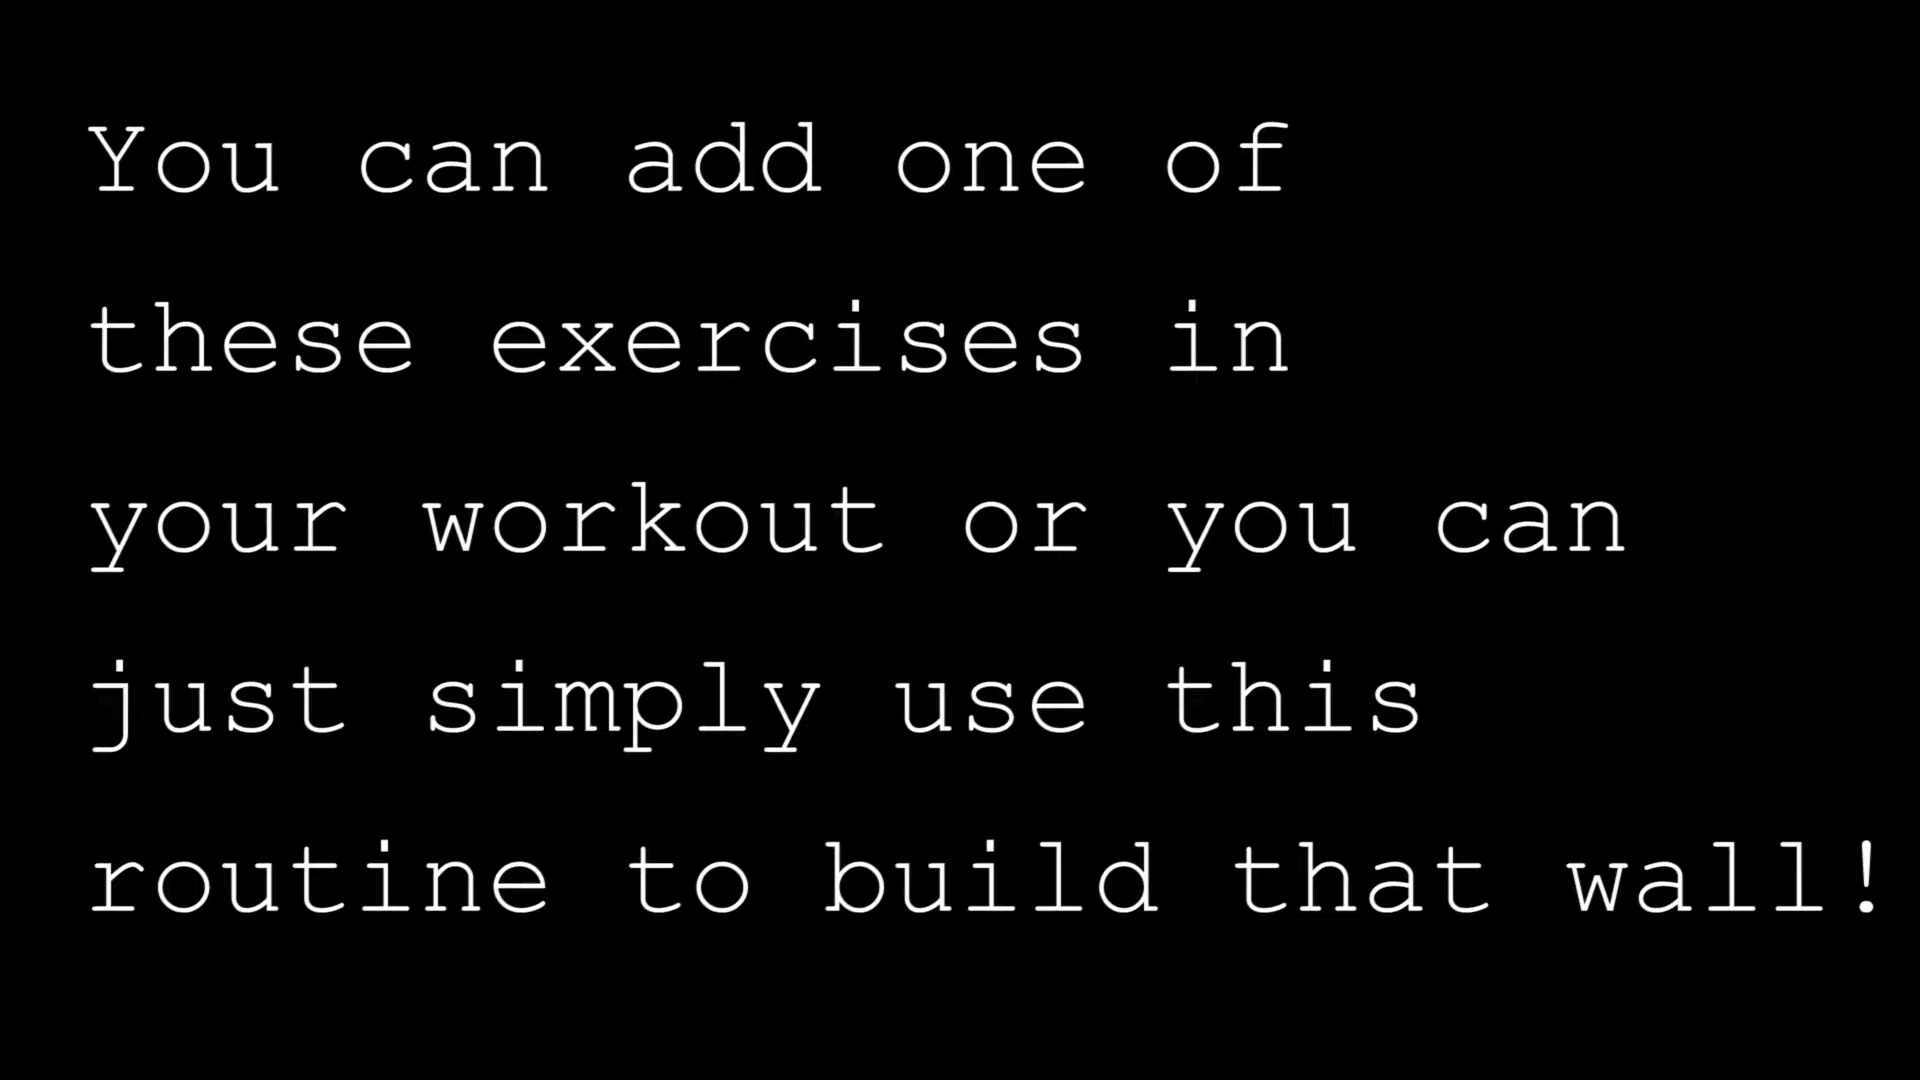 You can add one of
these exercises in
your workout or you can
just simply use this
routine to build that wall!